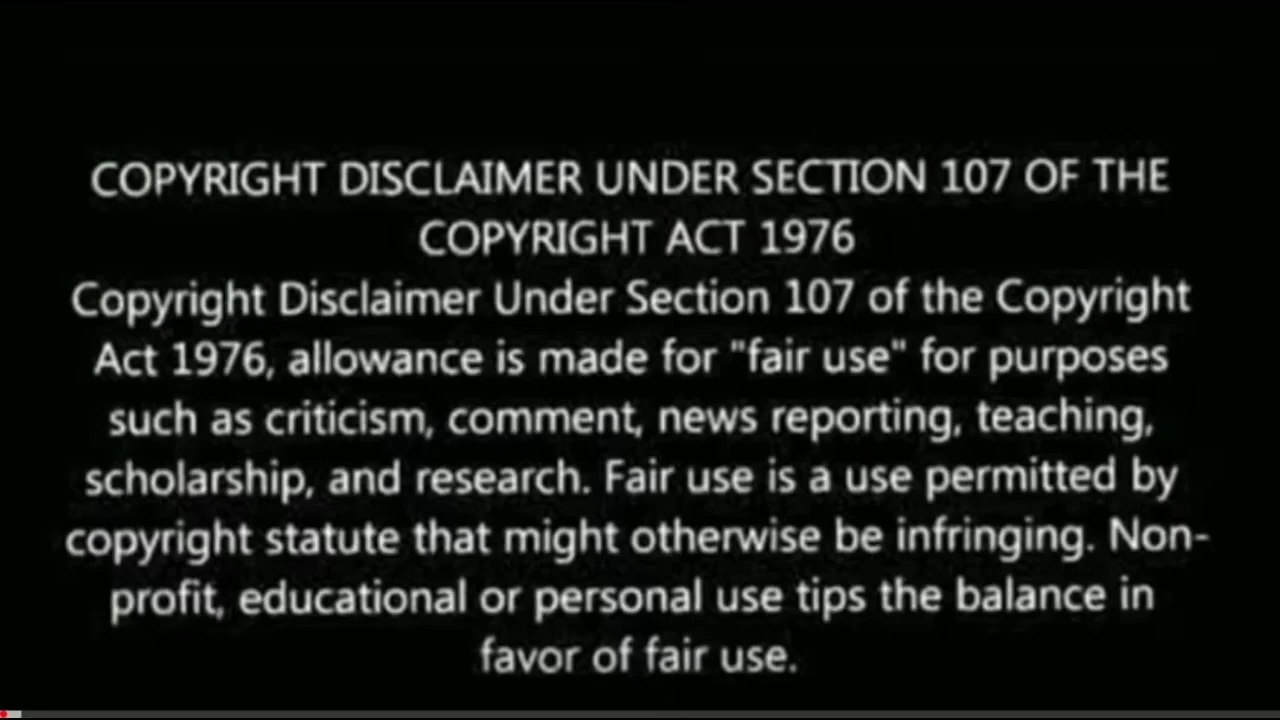 COPYRIGHT DISCLAIMER UNDER SECTION 107 OF THE
COPYRIGHT ACT 1976
Copyright Disclaimer Under Section 107 of the Copyright
Act 1976, allowance is made for "fair use" for purposes
such as criticism, comment, news reporting, teaching,
scholarship, and research. Fair use is a use permitted by
copyright statute that might otherwise be infringing. Non-
profit, educational or personal use tips the balance in
favor of fair use.